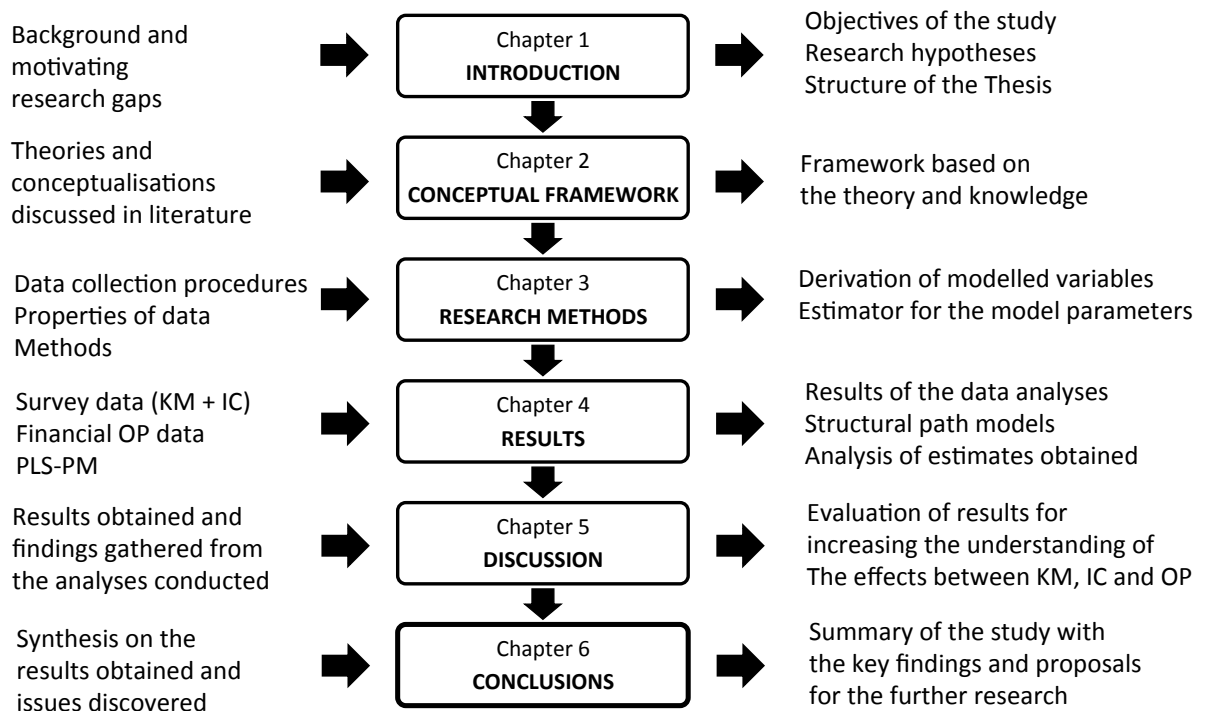 Background and
motivating
research gaps
Chapter 1
INTRODUCTION
Objectives of the study
Research hypotheses
Structure of the Thesis
Theories and
conceptualisations
discussed in literature
Chapter 2
CONCEPTUAL FRAMEWORK
Framework based on
the theory and knowledge
Data collection procedures
Properties of data
Methods
Chapter 3
RESEARCH METHODS
Derivation of modelled variables
Estimator for the model parameters
Survey data (KM + IC)
Financial OP data
PLS-PM
Chapter 4
RESULTS
Results of the data analyses
Structural path models
Analysis of estimates obtained
Results obtained and
findings gathered from
the analyses conducted
Chapter 5
DISCUSSION
Evaluation of results for
increasing the understanding of
The effects between KM, IC and OP
Synthesis on the
results obtained and
issues discovered
Chapter 6
CONCLUSIONS
Summary of the study with
the key findings and proposals
for the further research